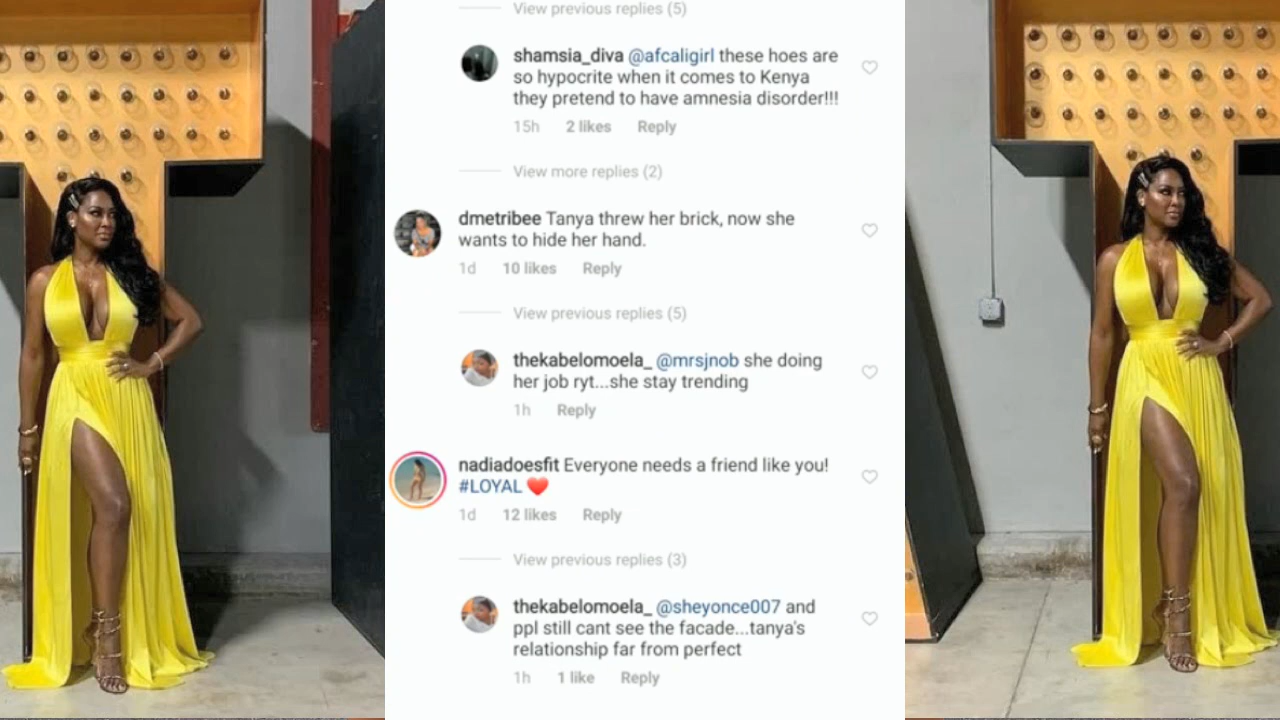 View previous replies (5)
shamsia_diva @afcaligirl these hoes are
so hypocrite when it comes to Kenya
they pretend to have amnesia disorder!!!
15h 2 likes Reply
View more replies (2)
dmetribee Tanya threw her brick, now she
wants to hide her hand.
1d 10 likes Reply
View previous replies (5)
thekabelomoela_ @mrsjnob she doing
her job ryt...she stay trending
1h Reply
nadiadoesfit Everyone needs a friend like you!
#LOYAL ❤️
1d 12 likes Reply
View previous replies (3)
thekabelomoela_ @sheyonce007 and
ppl still cant see the facade...tanya's
relationship far from perfect
1h 1 like Reply